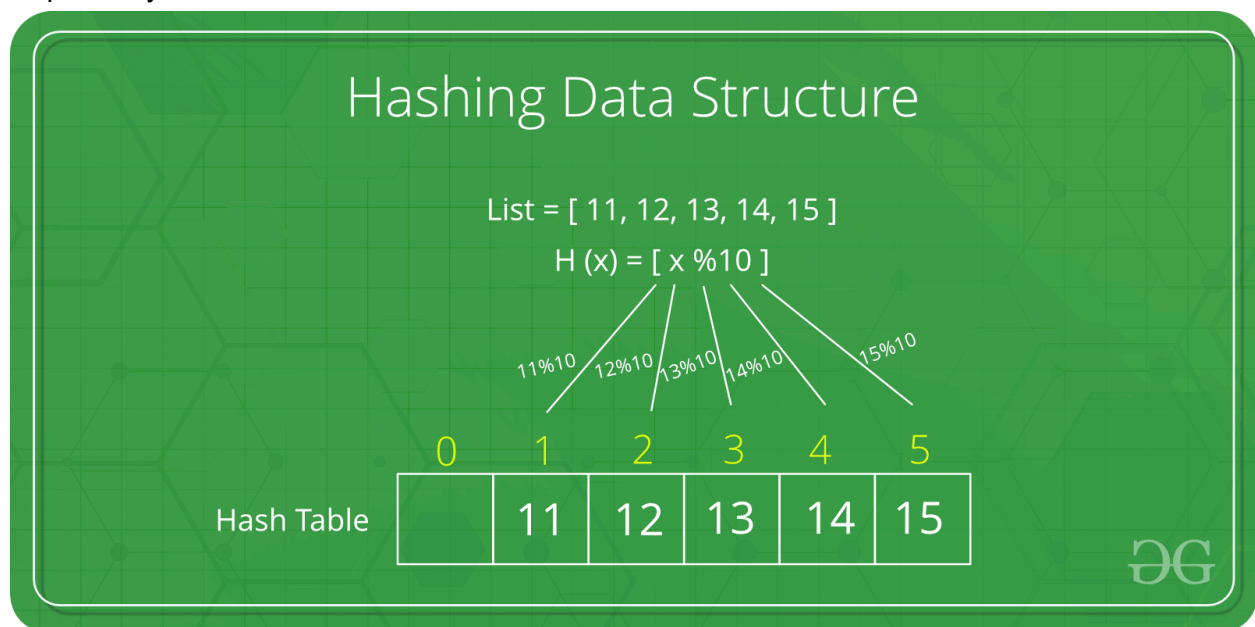 Hashing Data Structure
List = [ 11, 12, 13, 14, 15 ]
H (x) = [ x %10 ]
11%10 12%10 13%10 14%10 15%10
0 1 2 3 4 5
Hash Table 11 12 13 14 15